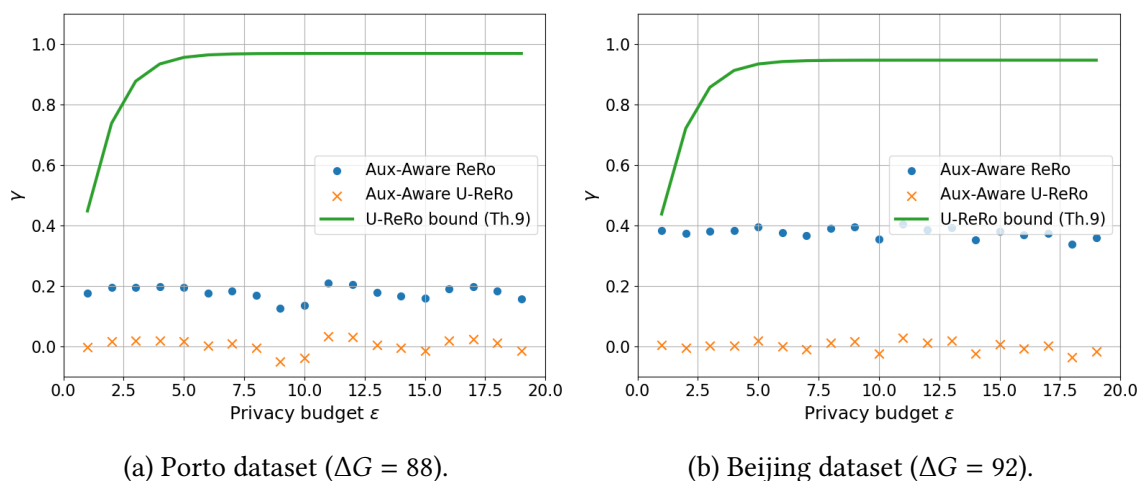 1.0
0.8
0.6
0.4
0.2
0.0
γ
Aux-Aware ReRo
Aux-Aware U-ReRo
U-ReRo bound (Th.9)
0.0 2.5 5.0 7.5 10.0 12.5 15.0 17.5 20.0
Privacy budget ε
(a) Porto dataset (ΔG = 88).
1.0
0.8
0.6
0.4
0.2
0.0
γ
Aux-Aware ReRo
Aux-Aware U-ReRo
U-ReRo bound (Th.9)
0.0 2.5 5.0 7.5 10.0 12.5 15.0 17.5 20.0
Privacy budget ε
(b) Beijing dataset (ΔG = 92).